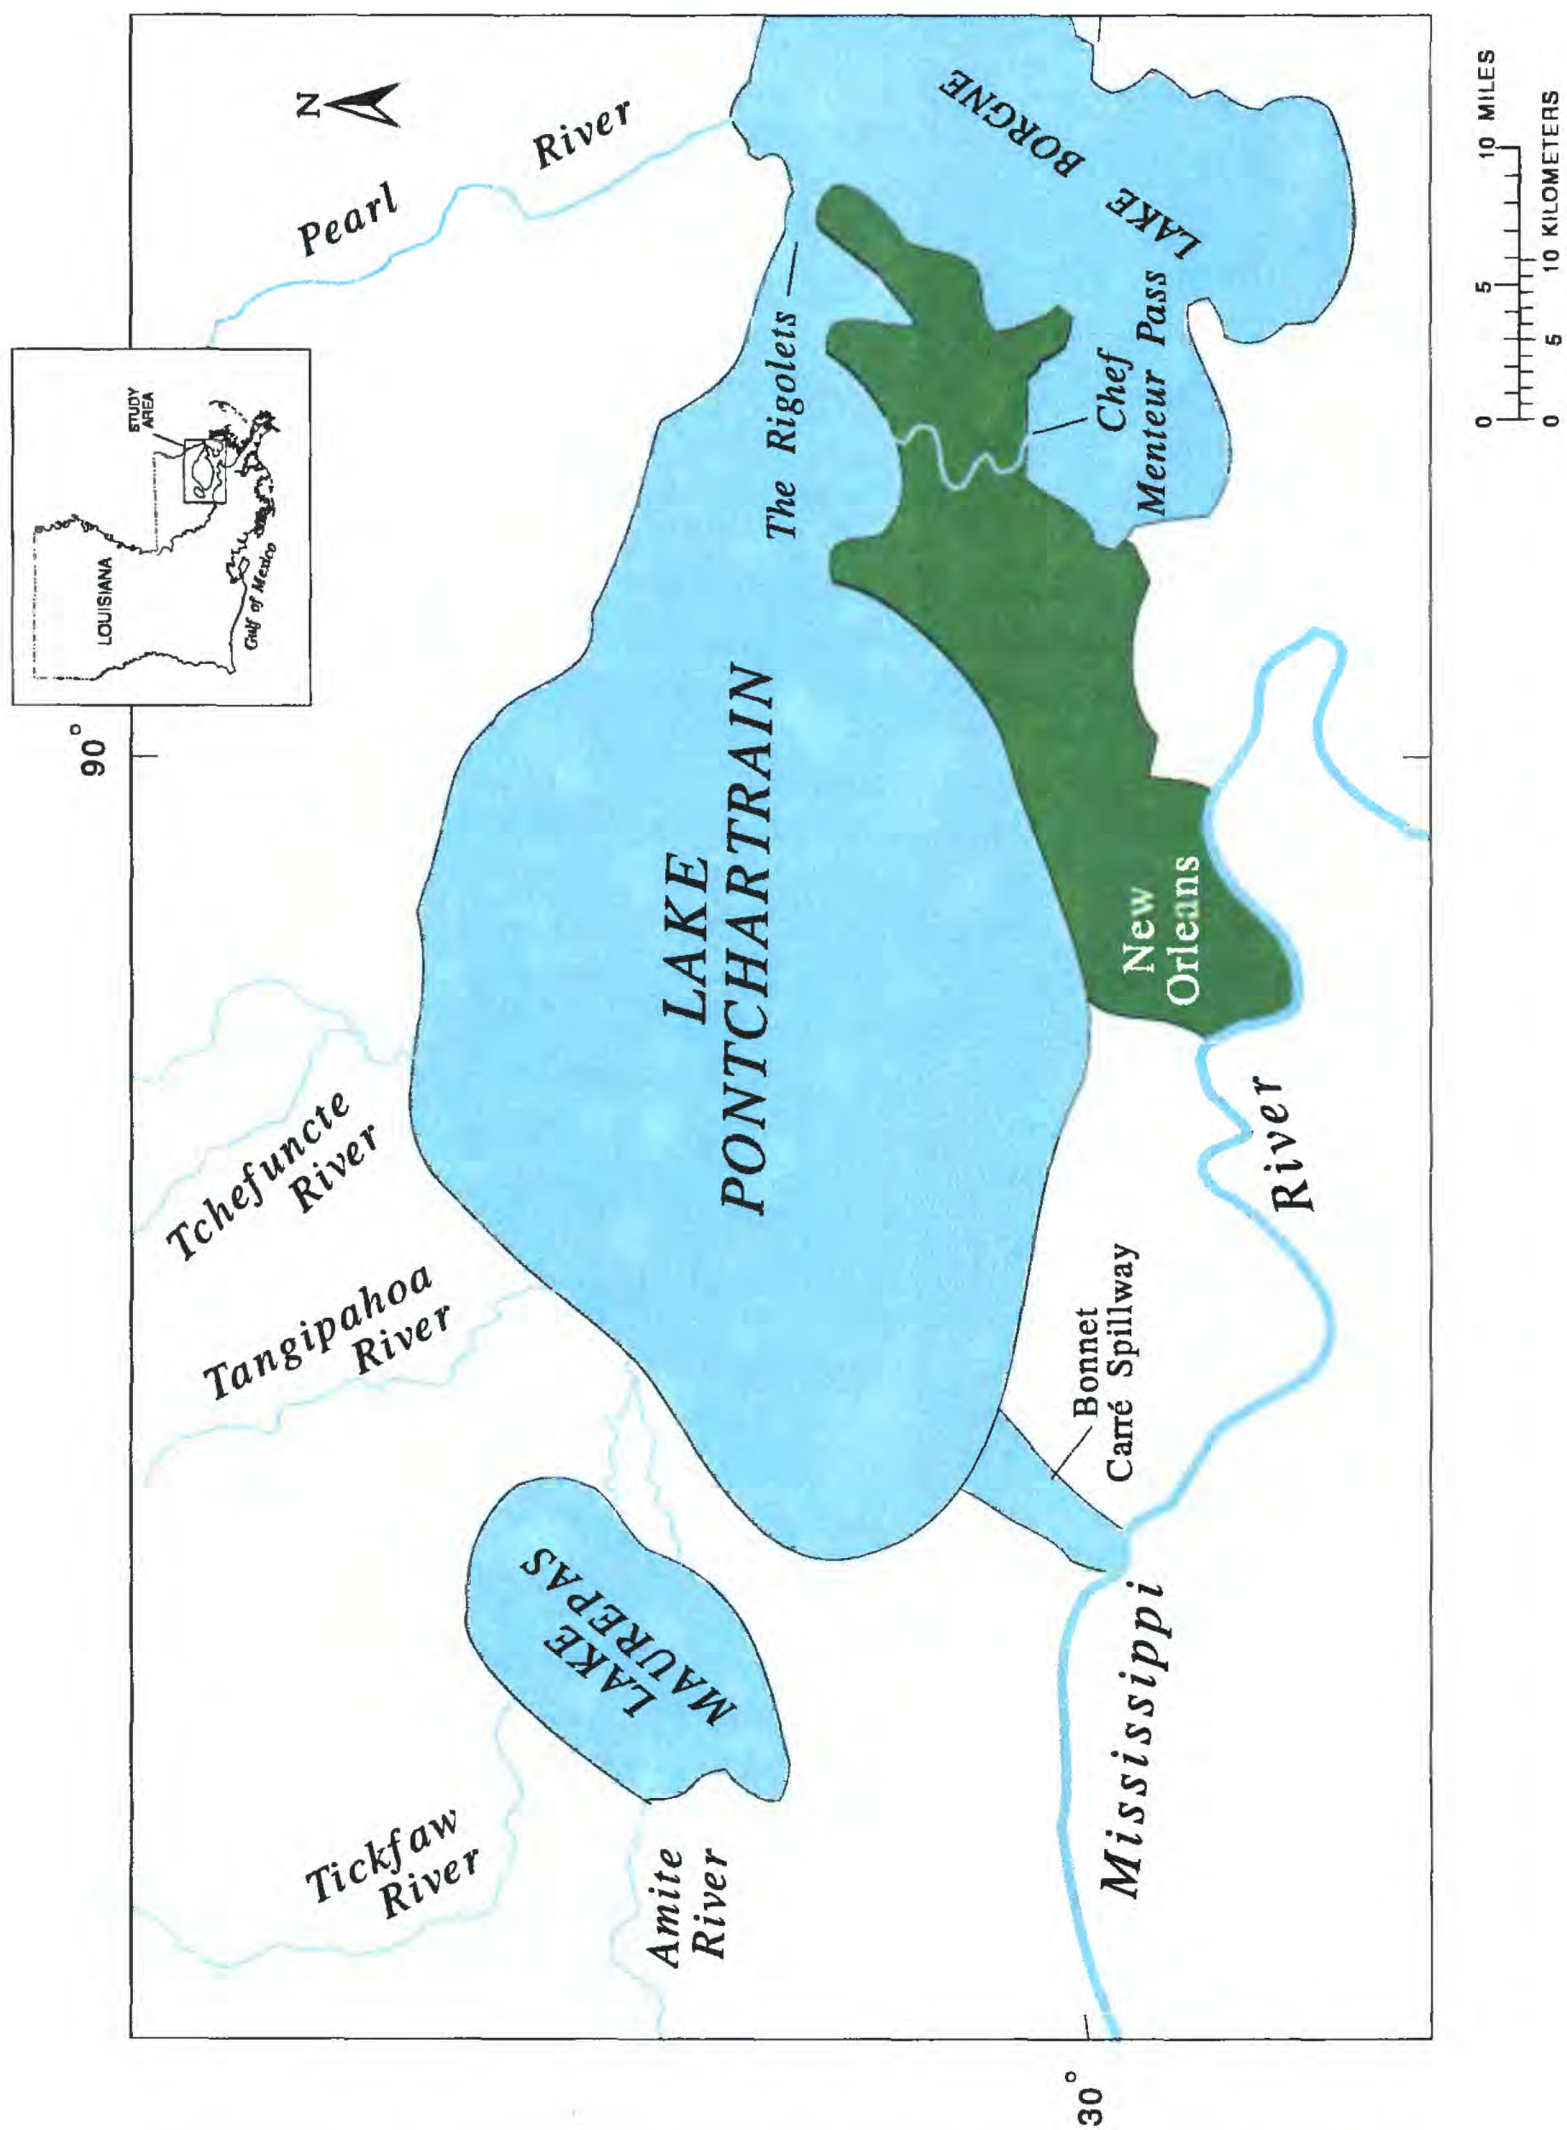 90°
LOUISIANA
STUDY
AREA
Gulf of Mexico
N
Pearl River
Tchefuncte
River
Tangipahoa
River
Tickfaw
River
Amite
River
LAKE
MAUREPAS
LAKE
PONTCHARTRAIN
The Rigolets
LAKE BORGNE
Chef
Menteur Pass
New
Orleans
Bonnet
Carré Spillway
Mississippi River
30°
0 5 10 MILES
0 5 10 KILOMETERS